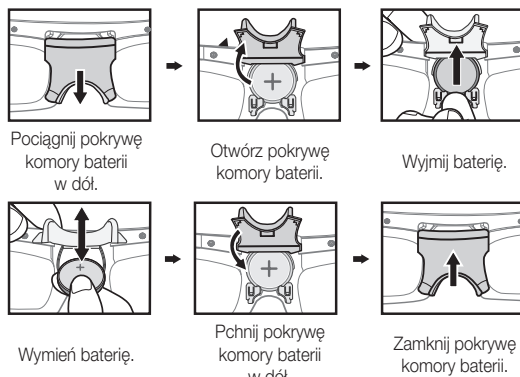 Pociągnij pokrywę
komory baterii
w dół.
Otwórz pokrywę
komory baterii.
Wyjmij baterię.
Wymień baterię.
Pchnij pokrywę
komory baterii
w dół.
Zamknij pokrywę
komory baterii.